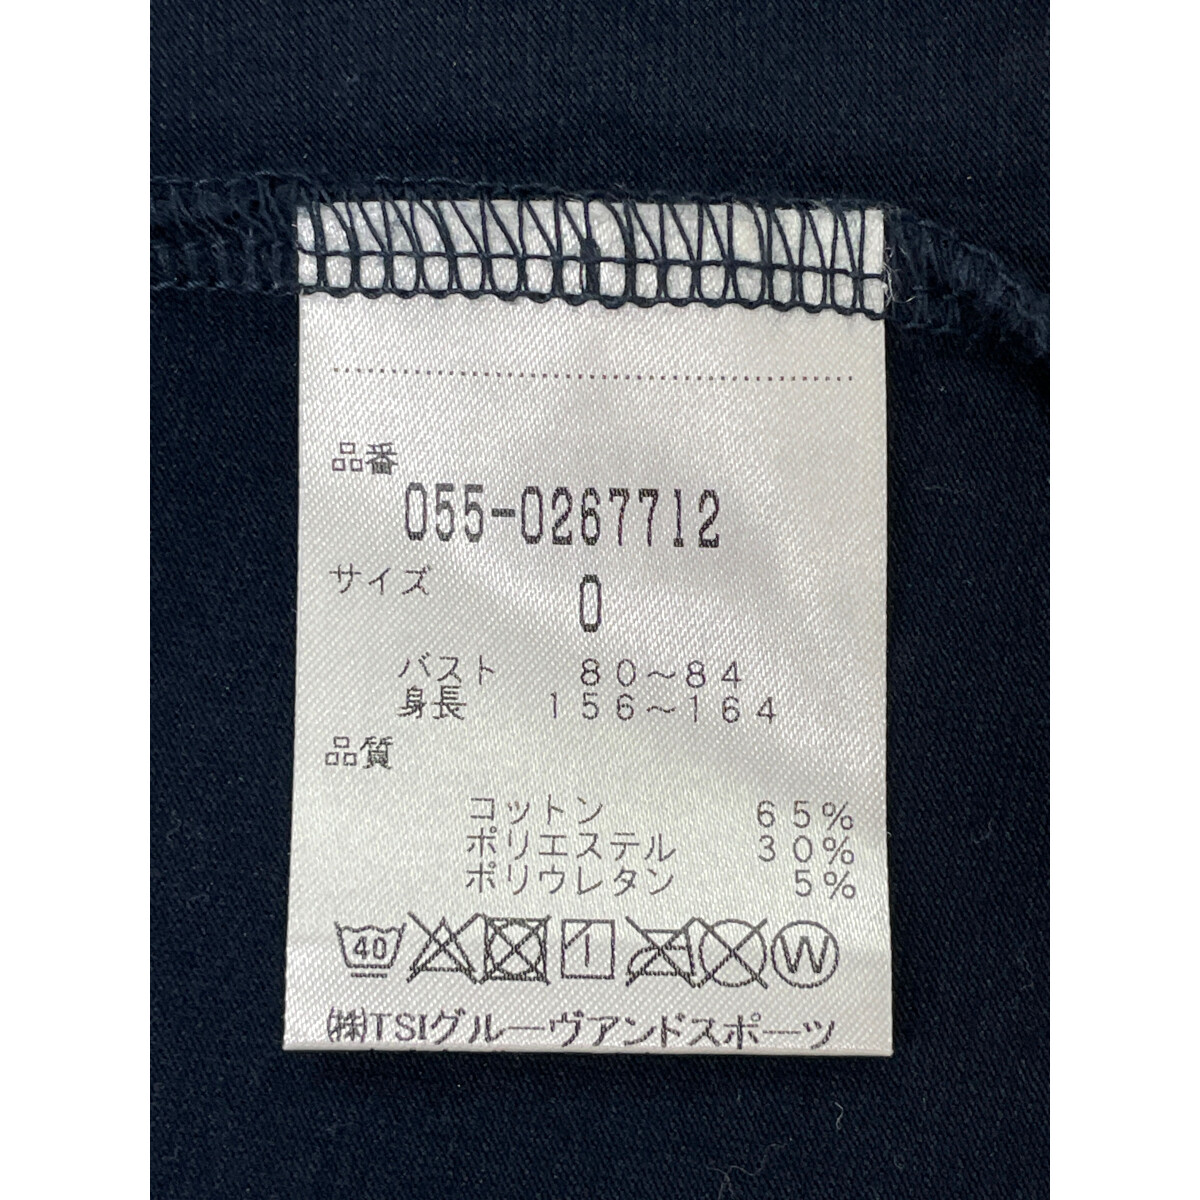 品番
055-0267712
サイズ
0
バスト 80～84
身長 156～164
品質
コットン 65%
ポリエステル 30%
ポリウレタン 5%
40 W
㈱TSIグルーヴアンドスポーツ